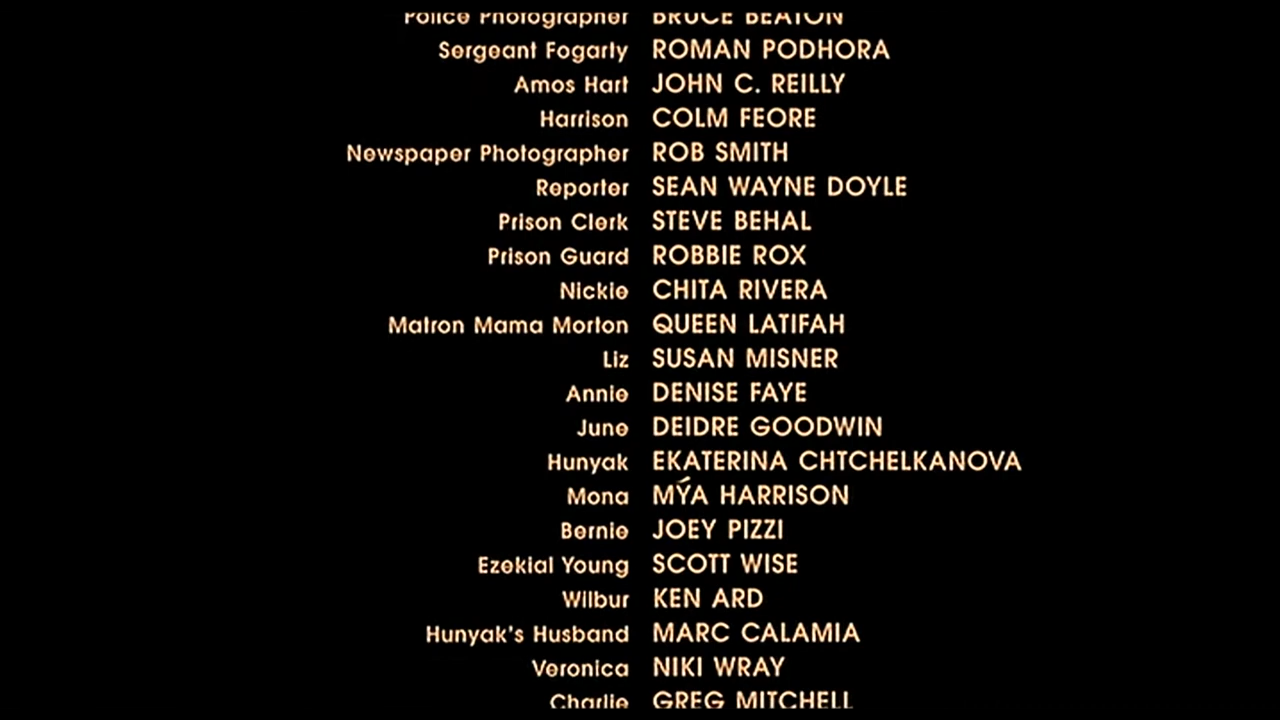 Police Photographer BRUCE BEATON
Sergeant Fogarty ROMAN PODHORA
Amos Hart JOHN C. REILLY
Harrison COLM FEORE
Newspaper Photographer ROB SMITH
Reporter SEAN WAYNE DOYLE
Prison Clerk STEVE BEHAL
Prison Guard ROBBIE ROX
Nickie CHITA RIVERA
Matron Mama Morton QUEEN LATIFAH
Liz SUSAN MISNER
Annie DENISE FAYE
June DEIDRE GOODWIN
Hunyak EKATERINA CHTCHELKANOVA
Mona MÝA HARRISON
Bernie JOEY PIZZI
Ezekial Young SCOTT WISE
Wilbur KEN ARD
Hunyak's Husband MARC CALAMIA
Veronica NIKI WRAY
Charlie GREG MITCHELL